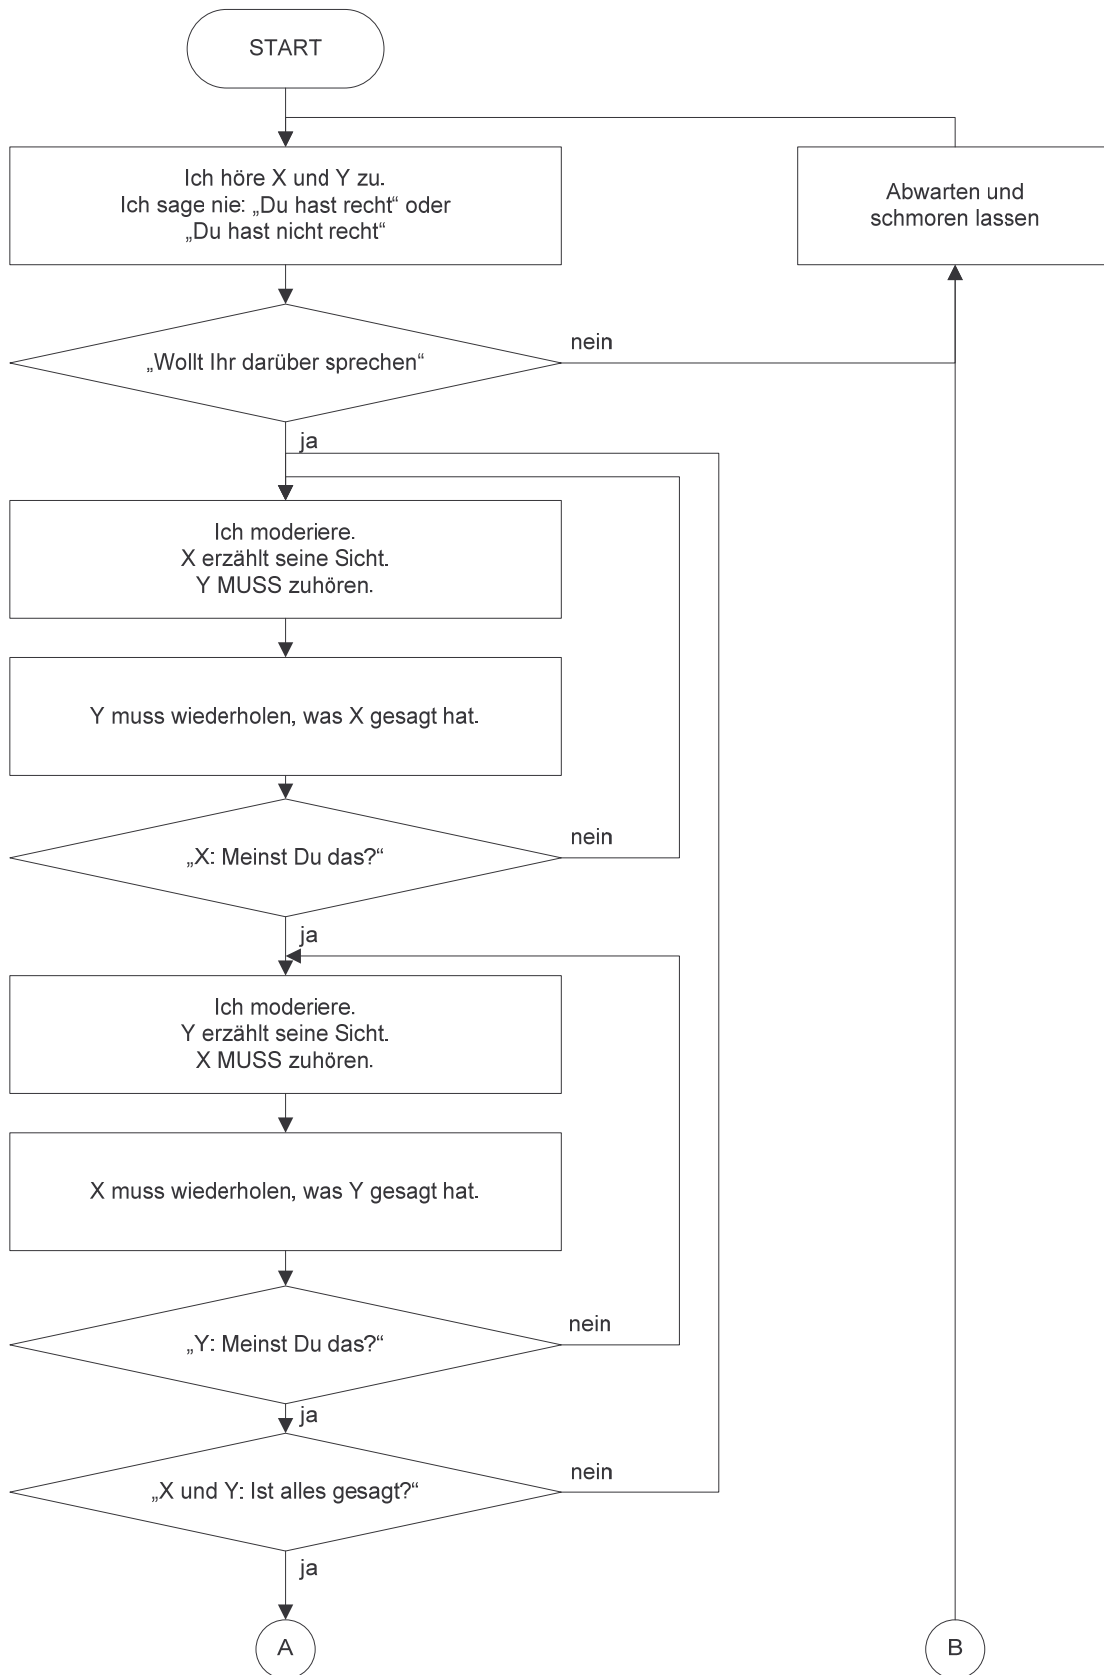 START
Ich höre X und Y zu.
Ich sage nie: „Du hast recht“ oder
„Du hast nicht recht“
Abwarten und
schmoren lassen
„Wollt Ihr darüber sprechen“
nein
ja
Ich moderiere.
X erzählt seine Sicht.
Y MUSS zuhören.
Y muss wiederholen, was X gesagt hat.
„X: Meinst Du das?“
nein
ja
Ich moderiere.
Y erzählt seine Sicht.
X MUSS zuhören.
X muss wiederholen, was Y gesagt hat.
„Y: Meinst Du das?“
nein
ja
„X und Y: Ist alles gesagt?“
nein
ja
A
B